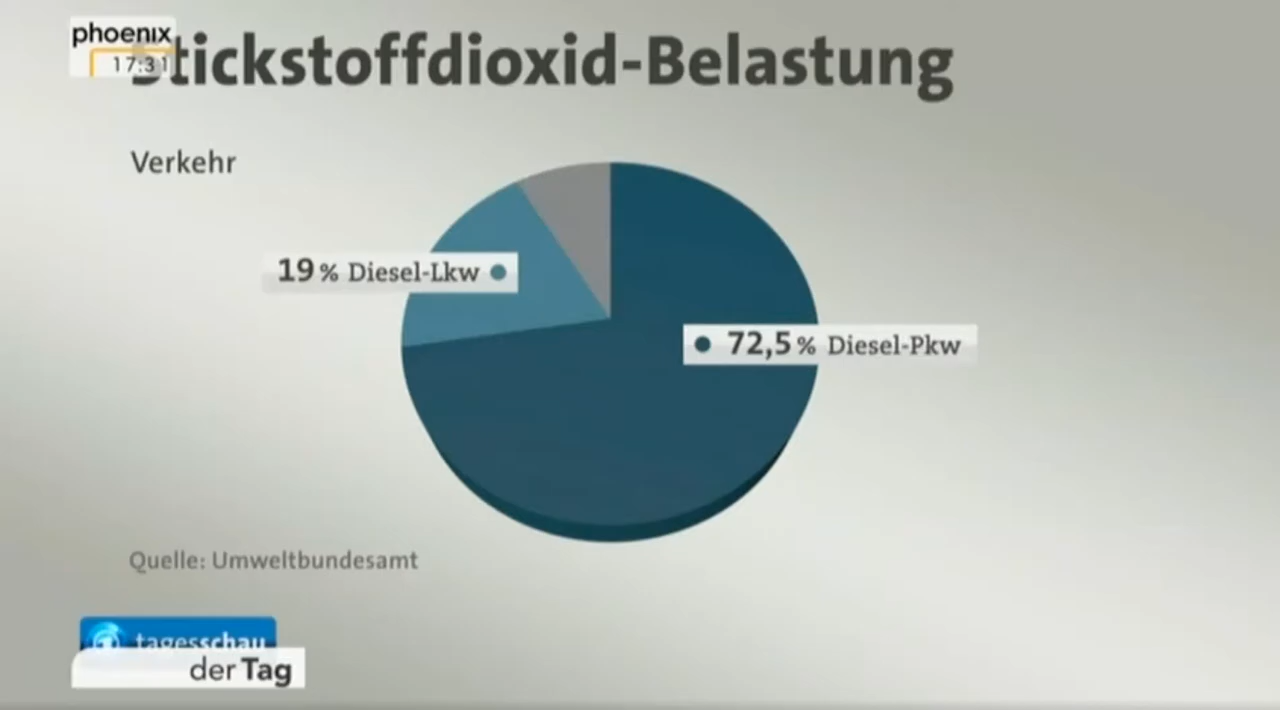 phoenix
17:31
Stickstoffdioxid-Belastung
Verkehr
19% Diesel-Lkw
72,5% Diesel-Pkw
Quelle: Umweltbundesamt
tagesschau
der Tag